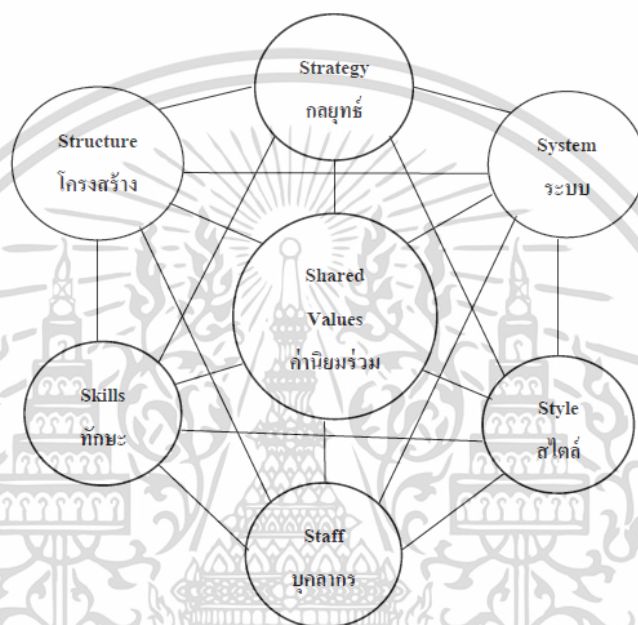 Strategy
กลยุทธ์
Structure
โครงสร้าง
System
ระบบ
Shared
Values
ค่านิยมร่วม
Skills
ทักษะ
Style
สไตล์
Staff
บุคลากร